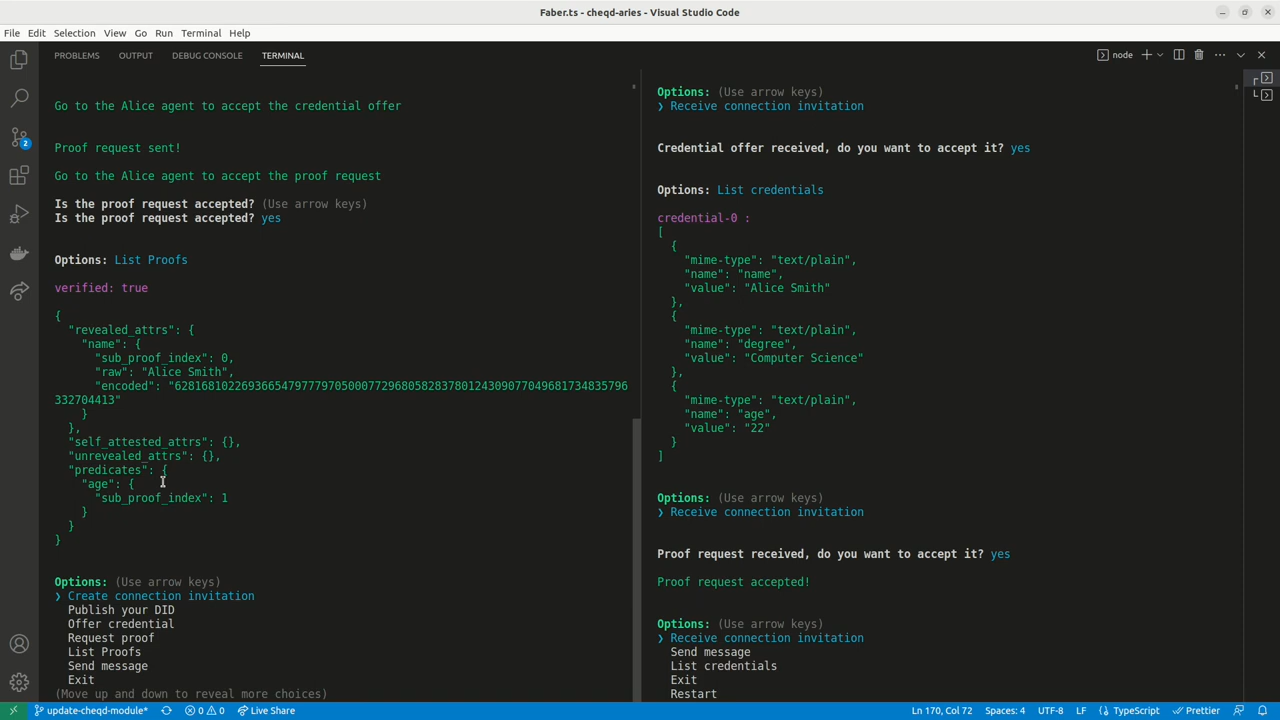 Faber.ts - cheqd-aries - Visual Studio Code
File Edit Selection View Go Run Terminal Help
PROBLEMS OUTPUT DEBUG CONSOLE TERMINAL
node
2
Go to the Alice agent to accept the credential offer
Proof request sent!
Go to the Alice agent to accept the proof request
Is the proof request accepted? (Use arrow keys)
Is the proof request accepted? yes
Options: List Proofs
verified: true
{
"revealed_attrs": {
"name": {
"sub_proof_index": 0,
"raw": "Alice Smith",
"encoded": "62816810226936654797779705000772968058283780124309077049681734835796
332704413"
}
},
"self_attested_attrs": {},
"unrevealed_attrs": {},
"predicates": {
"age": {
"sub_proof_index": 1
}
}
}
Options: (Use arrow keys)
❯ Create connection invitation
Publish your DID
Offer credential
Request proof
List Proofs
Send message
Exit
(Move up and down to reveal more choices)
Options: (Use arrow keys)
❯ Receive connection invitation
Credential offer received, do you want to accept it? yes
Options: List credentials
credential-0 :
[
{
"mime-type": "text/plain",
"name": "name",
"value": "Alice Smith"
},
{
"mime-type": "text/plain",
"name": "degree",
"value": "Computer Science"
},
{
"mime-type": "text/plain",
"name": "age",
"value": "22"
}
]
Options: (Use arrow keys)
❯ Receive connection invitation
Proof request received, do you want to accept it? yes
Proof request accepted!
Options: (Use arrow keys)
❯ Receive connection invitation
Send message
List credentials
Exit
Restart
update-cheqd-module* 0 0 Live Share Ln 170, Col 72 Spaces: 4 UTF-8 LF TypeScript Prettier